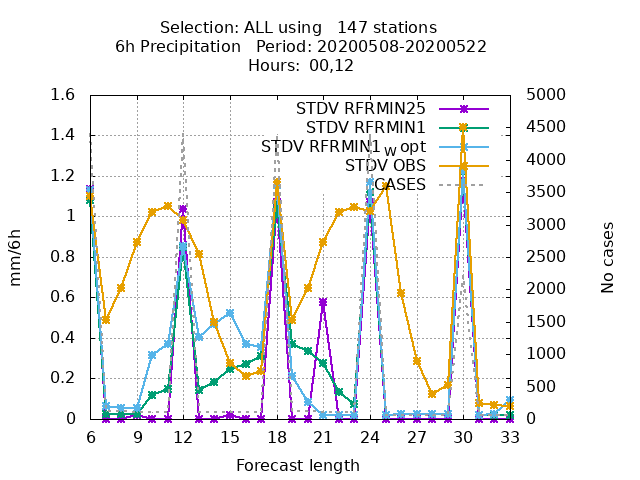 Selection: ALL using   147 stations
6h Precipitation   Period: 20200508-20200522
Hours:  00,12
STDV RFRMIN25
STDV RFRMIN1
STDV RFRMIN1_w opt
STDV OBS
CASES
mm/6h
1.6
1.4
1.2
1
0.8
0.6
0.4
0.2
0
5000
4500
4000
3500
3000
2500
2000
1500
1000
500
0
No cases
6 9 12 15 18 21 24 27 30 33
Forecast length